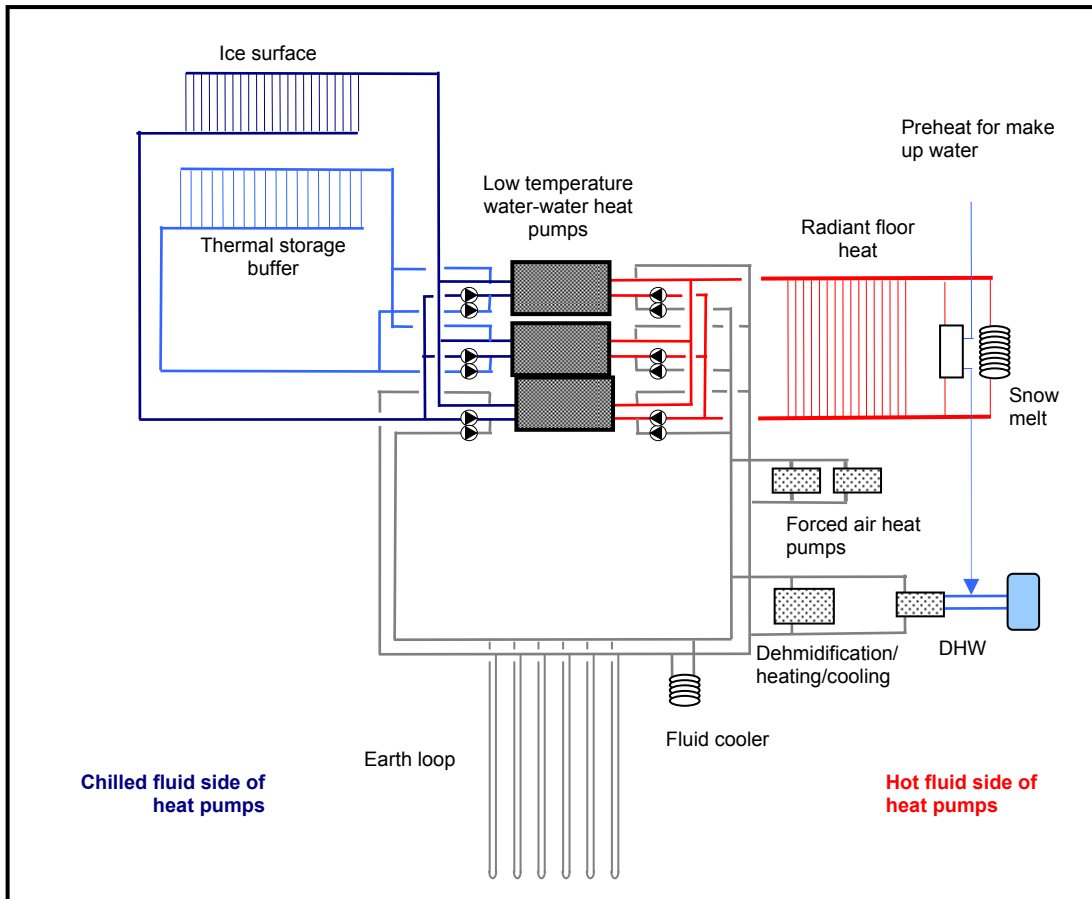 Ice surface
Preheat for make
up water
Low temperature
water-water heat
pumps
Radiant floor
heat
Thermal storage
buffer
Snow
melt
Forced air heat
pumps
Dehmidification/
heating/cooling
DHW
Fluid cooler
Earth loop
Chilled fluid side of
heat pumps
Hot fluid side of
heat pumps